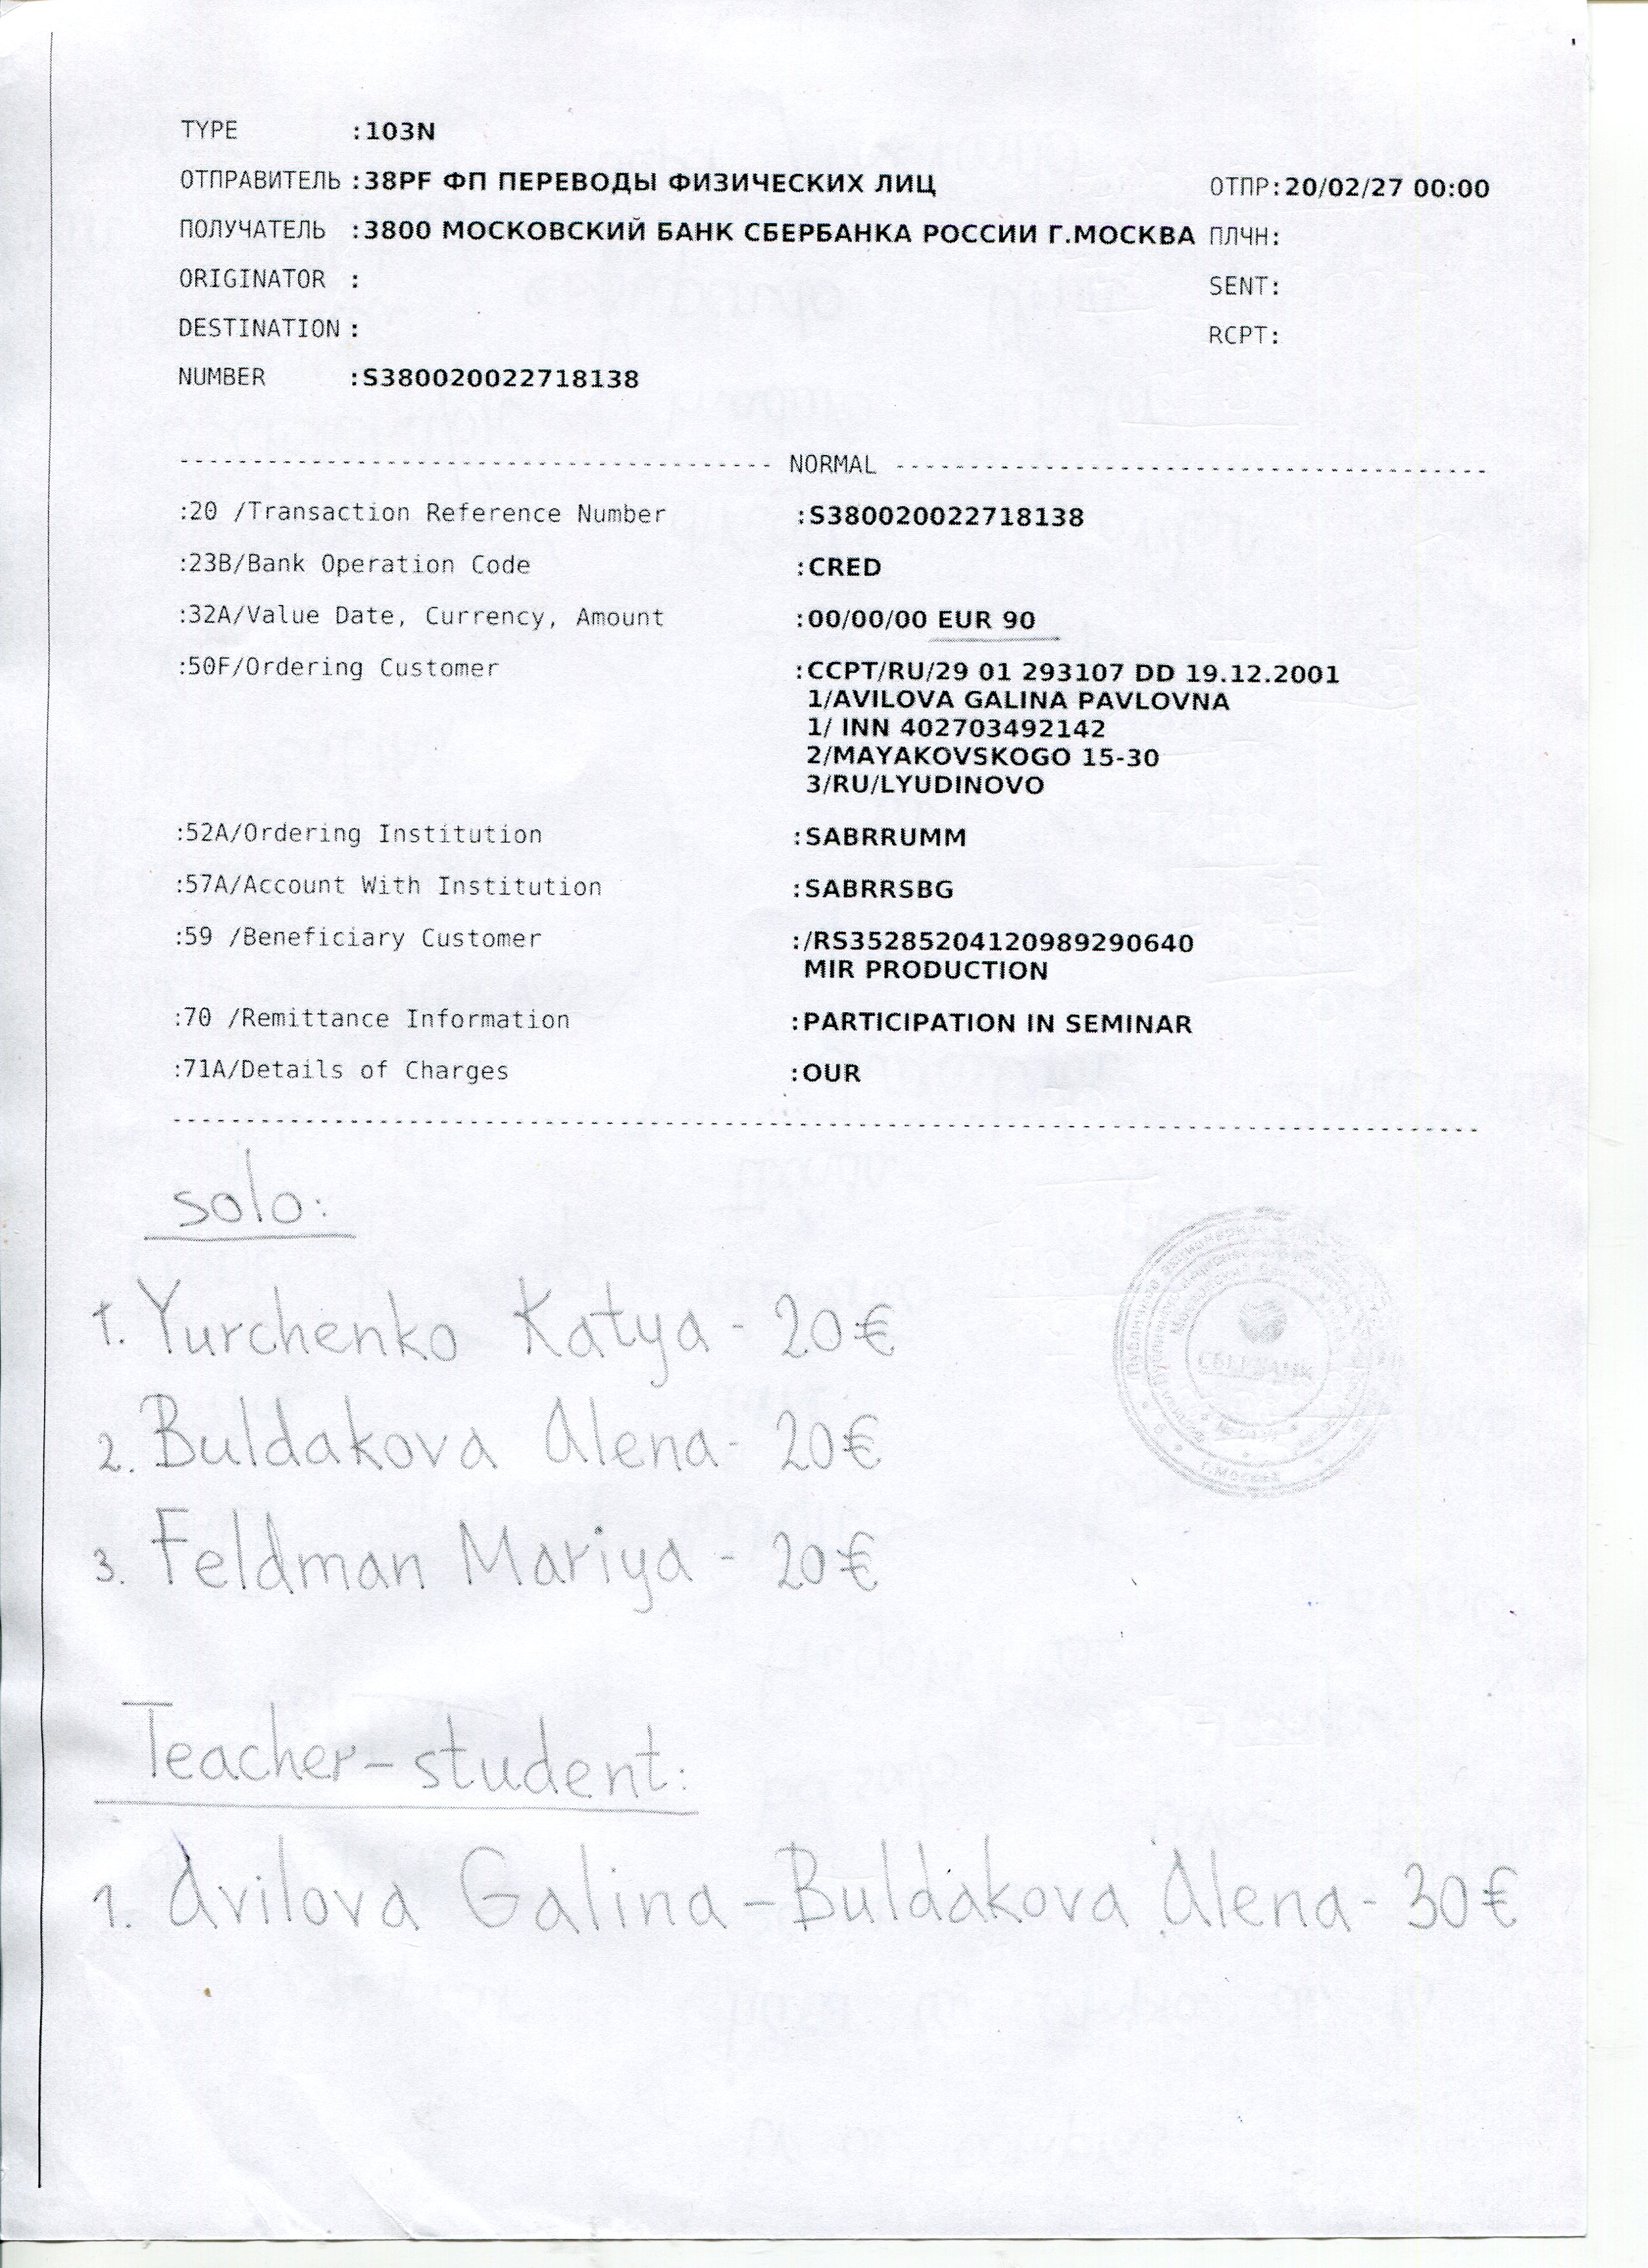 TYPE :103N
ОТПРАВИТЕЛЬ :38PF ФП ПЕРЕВОДЫ ФИЗИЧЕСКИХ ЛИЦ ОТПР:20/02/27 00:00
ПОЛУЧАТЕЛЬ :3800 МОСКОВСКИЙ БАНК СБЕРБАНКА РОССИИ Г.МОСКВА ПЛЧН:
ORIGINATOR : SENT:
DESTINATION : RCPT:
NUMBER :S380020022718138
NORMAL
:20 /Transaction Reference Number :S380020022718138
:23B/Bank Operation Code :CRED
:32A/Value Date, Currency, Amount :00/00/00 EUR 90
:50F/Ordering Customer :CCPT/RU/29 01 293107 DD 19.12.2001
1/AVILOVA GALINA PAVLOVNA
1/ INN 402703492142
2/MAYAKOVSKOGO 15-30
3/RU/LYUDINOVO
:52A/Ordering Institution :SABRRUMM
:57A/Account With Institution :SABRRSBG
:59 /Beneficiary Customer :/RS35285204120989290640
MIR PRODUCTION
:70 /Remittance Information :PARTICIPATION IN SEMINAR
:71A/Details of Charges :OUR
solo:
1. Yurchenko Katya - 20€
2. Buldakova Alena - 20€
3. Feldman Mariya - 20€
СБЕРБАНК
г.Москва
Teacher-student:
1. Avilova Galina - Buldakova Alena - 30€